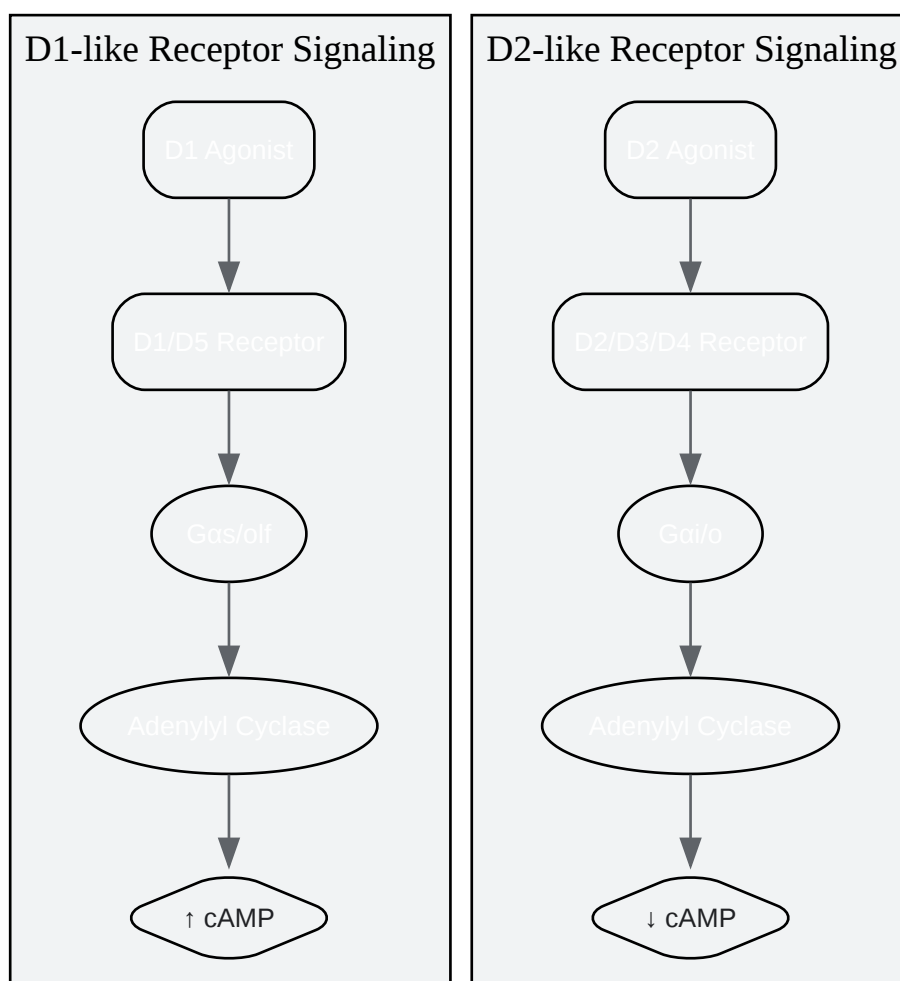 D1-like Receptor Signaling
D1 Agonist
D1/D5 Receptor
Gαs/olf
Adenylyl Cyclase
↑ cAMP
D2-like Receptor Signaling
D2 Agonist
D2/D3/D4 Receptor
Gαi/o
Adenylyl Cyclase
↓ cAMP